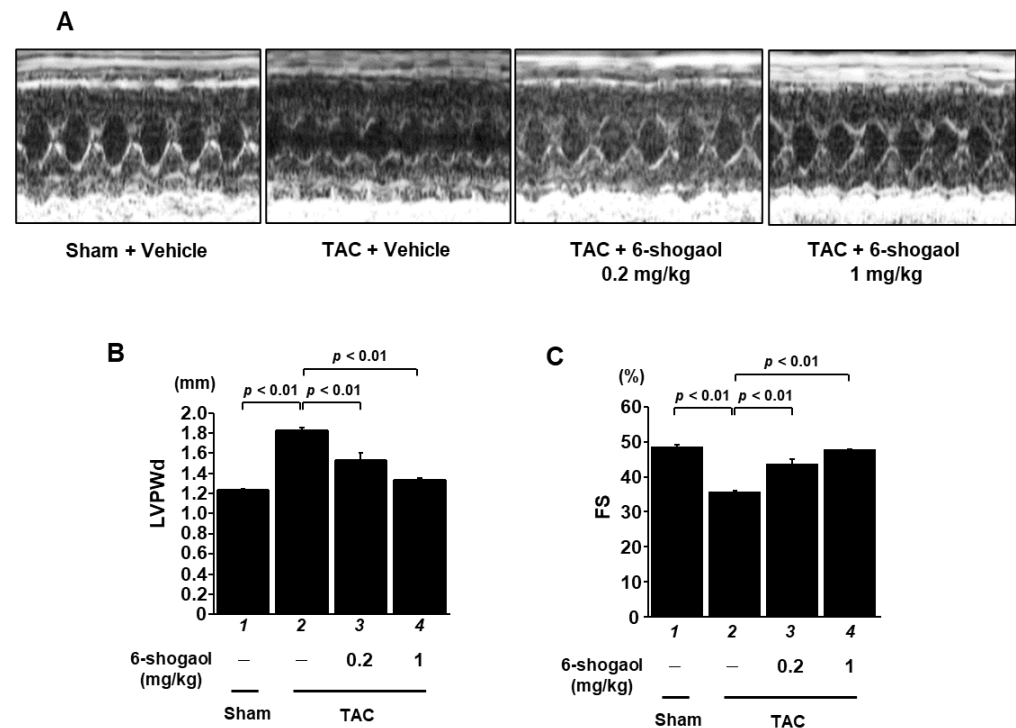 A
Sham + Vehicle
TAC + Vehicle
TAC + 6-shogaol
0.2 mg/kg
TAC + 6-shogaol
1 mg/kg
B
(mm)
p < 0.01
p < 0.01
p < 0.01
LVPWd
2.0
1.8
1.6
1.4
1.2
1.8
0.8
0.6
0.4
0.2
0
1 2 3 4
6-shogaol – – 0.2 1
(mg/kg)
Sham TAC
C
(%)
p < 0.01
p < 0.01
p < 0.01
FS
60
50
40
30
20
10
0
1 2 3 4
6-shogaol – – 0.2 1
(mg/kg)
Sham TAC